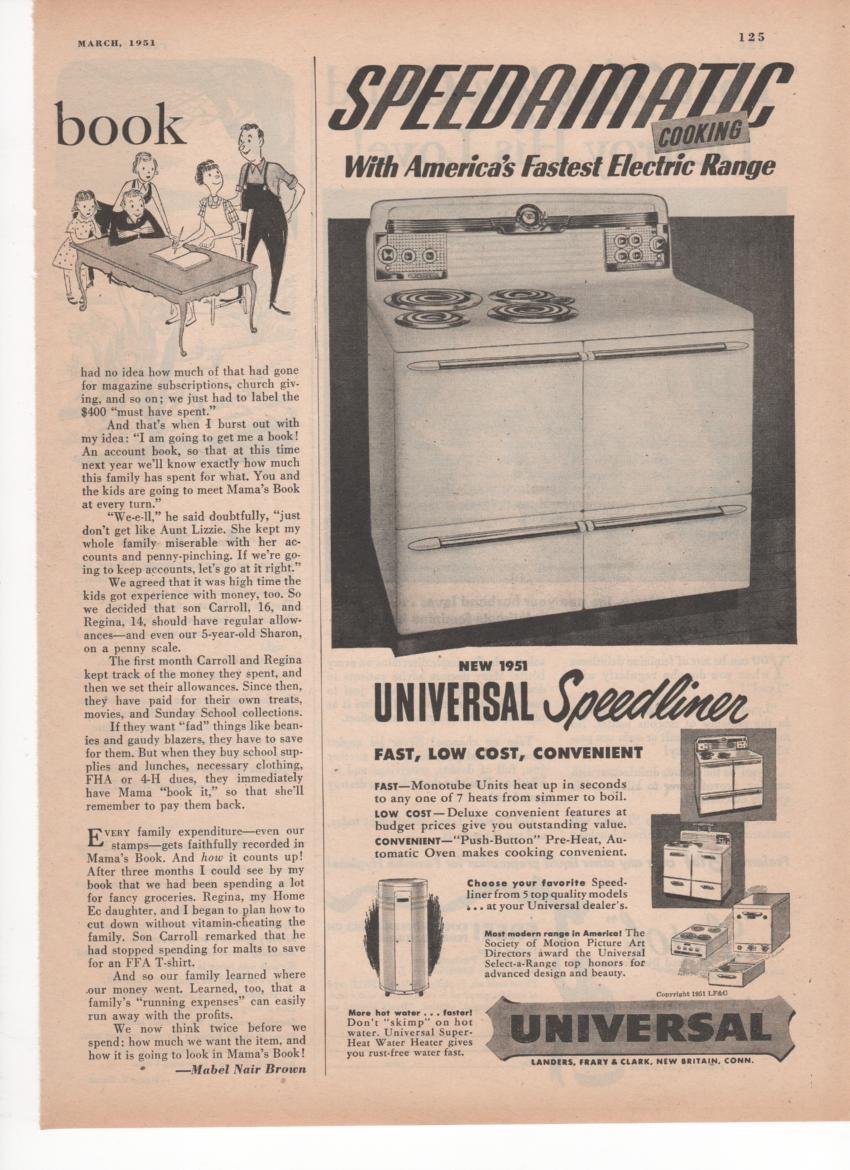 MARCH, 1951
125
book
had no idea how much of that had gone
for magazine subscriptions, church giv-
ing, and so on; we just had to label the
$400 "must have spent."
And that's when I burst out with
my idea: "I am going to get me a book!
An account book, so that at this time
next year we'll know exactly how much
this family has spent for what. You and
the kids are going to meet Mama's Book
at every turn."
"We-e-ll," he said doubtfully, "just
don't get like Aunt Lizzie. She kept my
whole family miserable with her ac-
counts and penny-pinching. If we're go-
ing to keep accounts, let's go at it right."
We agreed that it was high time the
kids got experience with money, too. So
we decided that son Carroll, 16, and
Regina, 14, should have regular allow-
ances—and even our 5-year-old Sharon,
on a penny scale.
The first month Carroll and Regina
kept track of the money they spent, and
then we set their allowances. Since then,
they have paid for their own treats,
movies, and Sunday School collections.
If they want "fad" things like bean-
ies and gaudy blazers, they have to save
for them. But when they buy school sup-
plies and lunches, necessary clothing,
FHA or 4-H dues, they immediately
have Mama "book it," so that she'll
remember to pay them back.
EVERY family expenditure—even our
stamps—gets faithfully recorded in
Mama's Book. And how it counts up!
After three months I could see by my
book that we had been spending a lot
for fancy groceries. Regina, my Home
Ec daughter, and I began to plan how to
cut down without vitamin-cheating the
family. Son Carroll remarked that he
had stopped spending for malts to save
for an FFA T-shirt.
And so our family learned where
our money went. Learned, too, that a
family's "running expenses" can easily
run away with the profits.
We now think twice before we
spend: how much we want the item, and
how it is going to look in Mama's Book!
—Mabel Nair Brown
SPEEDAMATIC
COOKING
With America's Fastest Electric Range
NEW 1951
UNIVERSAL Speedliner
FAST, LOW COST, CONVENIENT
FAST—Monotube Units heat up in seconds
to any one of 7 heats from simmer to boil.
LOW COST—Deluxe convenient features at
budget prices give you outstanding value.
CONVENIENT—"Push-Button" Pre-Heat, Au-
tomatic Oven makes cooking convenient.
Choose your favorite Speed-
liner from 5 top quality models
... at your Universal dealer's.
Most modern range in America! The
Society of Motion Picture Art
Directors award the Universal
Select-a-Range top honors for
advanced design and beauty.
Copyright 1951 LF&C
More hot water . . . faster!
Don't "skimp" on hot
water. Universal Super-
Heat Water Heater gives
you rust-free water fast.
UNIVERSAL
LANDERS, FRARY & CLARK, NEW BRITAIN, CONN.